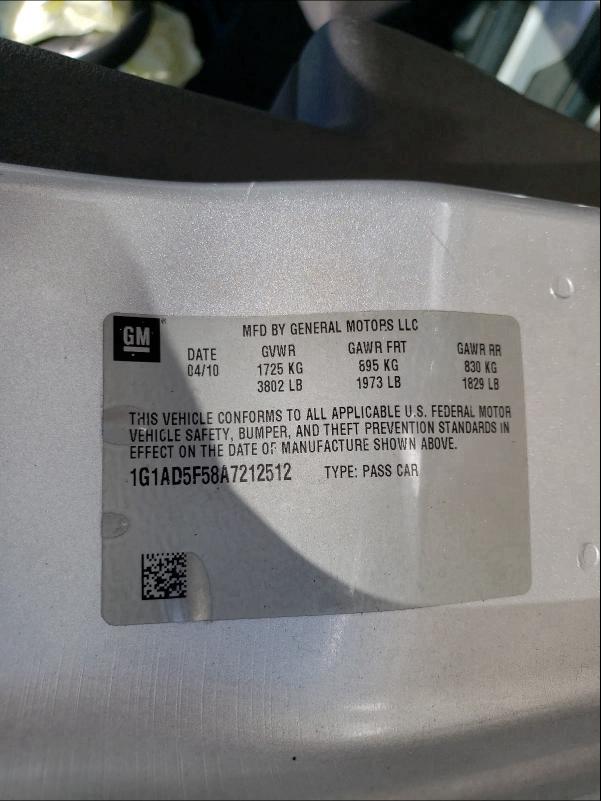 GM
MFD BY GENERAL MOTORS LLC
DATE GVWR GAWR FRT GAWR RR
04/10 1725 KG 895 KG 830 KG
3802 LB 1973 LB 1829 LB
THIS VEHICLE CONFORMS TO ALL APPLICABLE U.S. FEDERAL MOTOR
VEHICLE SAFETY, BUMPER, AND THEFT PREVENTION STANDARDS IN
EFFECT ON THE DATE OF MANUFACTURE SHOWN ABOVE.
1G1AD5F58A7212512 TYPE: PASS CAR